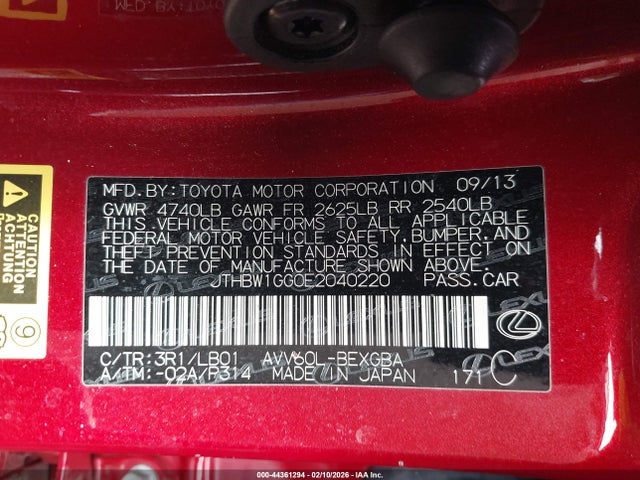 MFD. BY: TOYOTA MOTOR CORPORATION 09/13
GVWR 4740LB GAWR FR 2625LB RR 2540LB
THIS VEHICLE CONFORMS TO ALL APPLICABLE
FEDERAL MOTOR VEHICLE SAFETY, BUMPER, AND
THEFT PREVENTION STANDARDS IN EFFECT ON
THE DATE OF MANUFACTURE SHOWN ABOVE.
JTHBW1GG0E2040220 PASS. CAR
LEXUS
C/TR: 3R1/LB01 AVV60L-BEXGBA
A/TM: -02A/P314 MADE IN JAPAN 171 C
9
000-44361294 - 02/10/2026 - © IAA Inc.